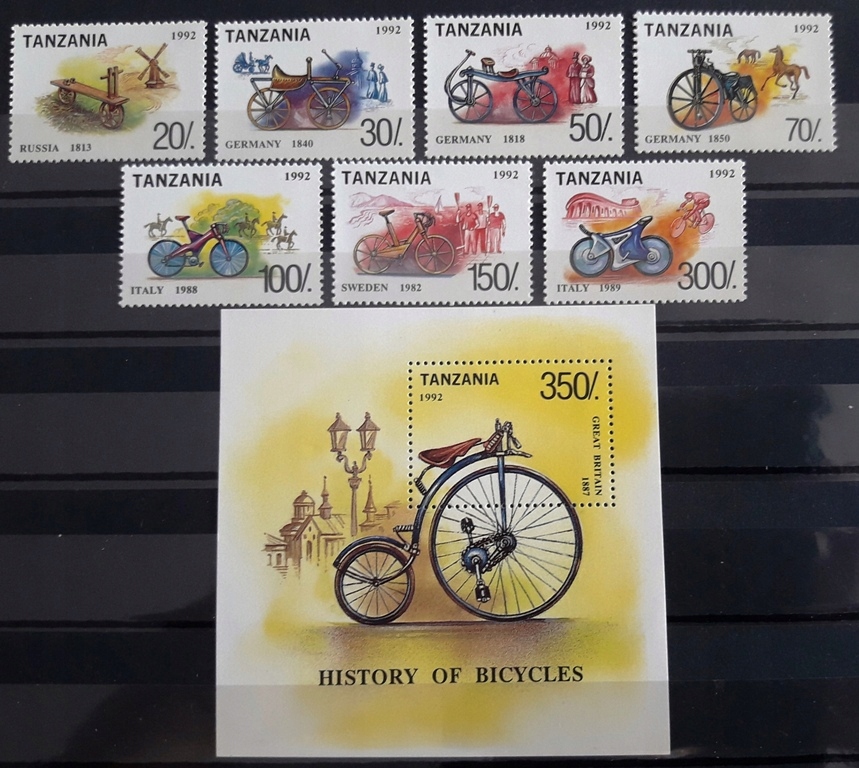 TANZANIA 1992
RUSSIA 1813 20/.
TANZANIA 1992
GERMANY 1840 30/.
TANZANIA 1992
GERMANY 1818 50/.
TANZANIA 1992
GERMANY 1850 70/.
TANZANIA 1992
ITALY 1988 100/.
TANZANIA 1992
SWEDEN 1982 150/.
TANZANIA 1992
ITALY 1989 300/.
TANZANIA 350/.
1992
GREAT BRITAIN
1887
HISTORY OF BICYCLES